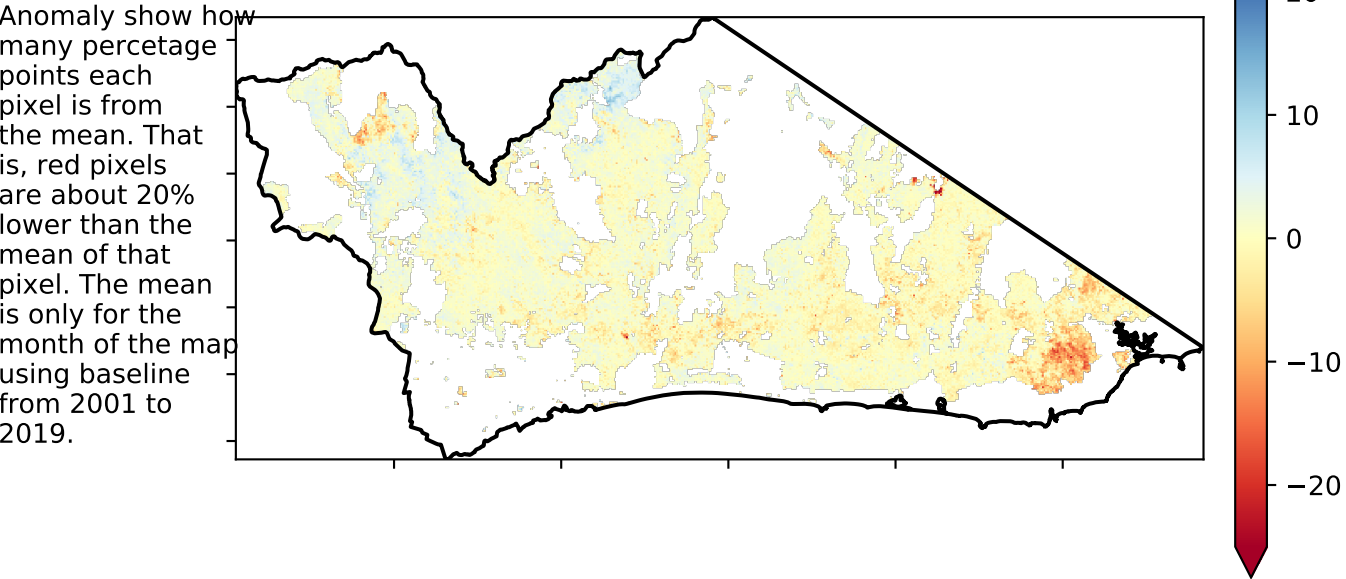 Anomaly show how
many percetage
points each
pixel is from
the mean. That
is, red pixels
are about 20%
lower than the
mean of that
pixel. The mean
is only for the
month of the map
using baseline
from 2001 to
2019.
10
0
−10
−20